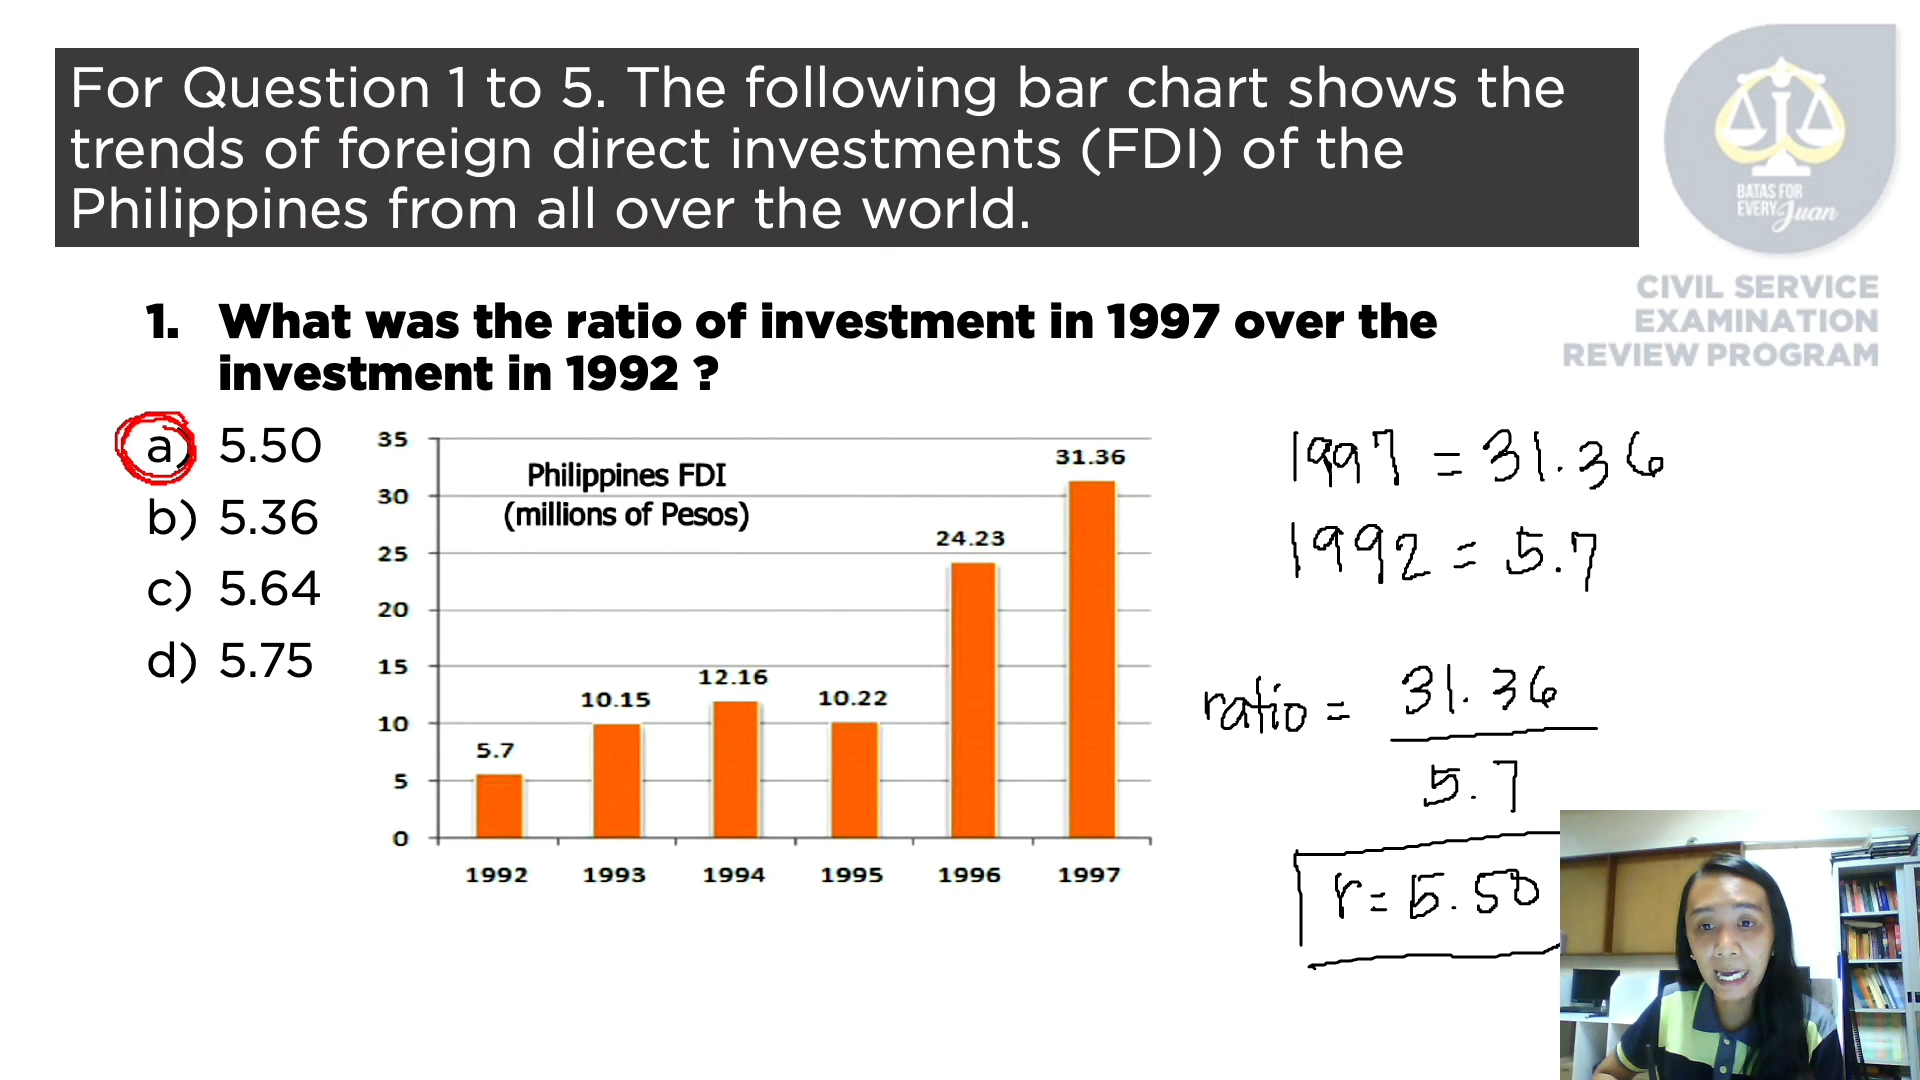 For Question 1 to 5. The following bar chart shows the
trends of foreign direct investments (FDI) of the
Philippines from all over the world.
BATAS FOR
EVERY Juan
CIVIL SERVICE
EXAMINATION
REVIEW PROGRAM
1. What was the ratio of investment in 1997 over the
investment in 1992 ?
a) 5.50
b) 5.36
c) 5.64
d) 5.75
Philippines FDI
(millions of Pesos)
35
30
25
20
15
10
5
0
5.7
10.15
12.16
10.22
24.23
31.36
1992 1993 1994 1995 1996 1997
1997 = 31.36
1992 = 5.7
ratio = 31.36
5.7
r = 5.50